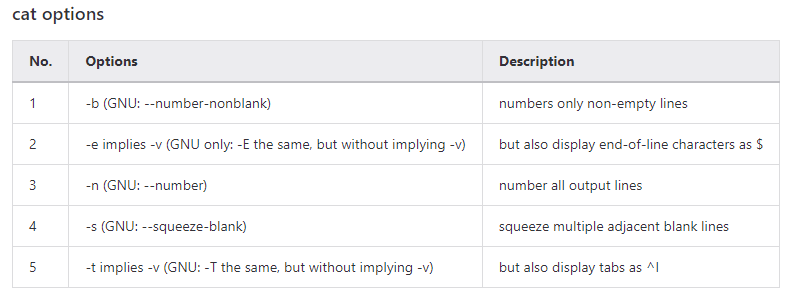 cat options
No. Options Description
1 -b (GNU: --number-nonblank) numbers only non-empty lines
2 -e implies -v (GNU only: -E the same, but without implying -v) but also display end-of-line characters as $
3 -n (GNU: --number) number all output lines
4 -s (GNU: --squeeze-blank) squeeze multiple adjacent blank lines
5 -t implies -v (GNU: -T the same, but without implying -v) but also display tabs as ^I